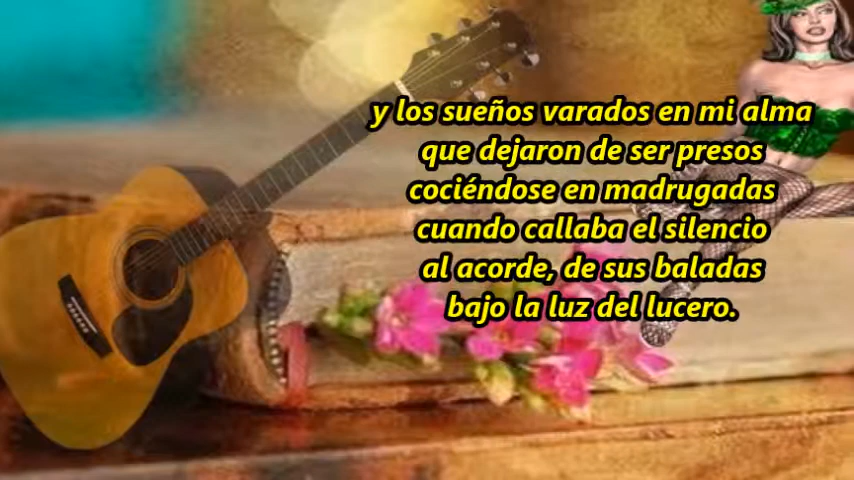 y los sueños varados en mi alma
que dejaron de ser presos
cociéndose en madrugadas
cuando callaba el silencio
al acorde, de sus baladas
bajo la luz del lucero.